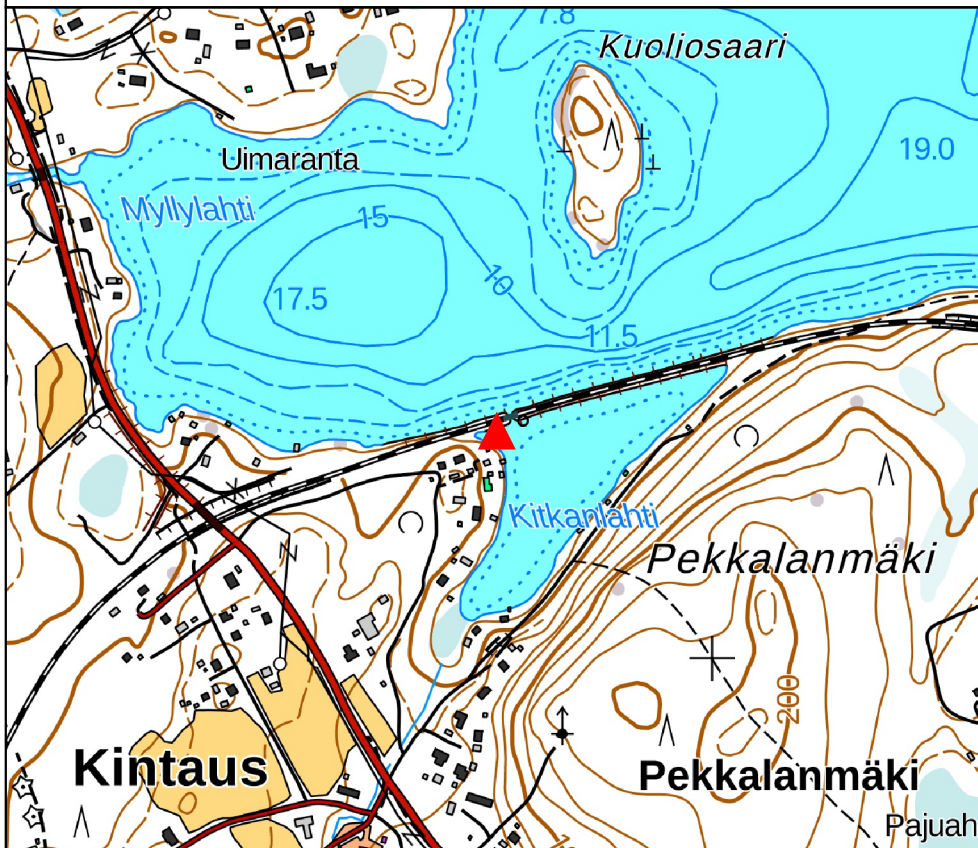 7.8
Kuoliosaari
19.0
Uimaranta
Myllylahti
15
10
17.5
11.5
Kitkanlahti
Pekkalanmäki
200
Kintaus
Pekkalanmäki
Pajuah